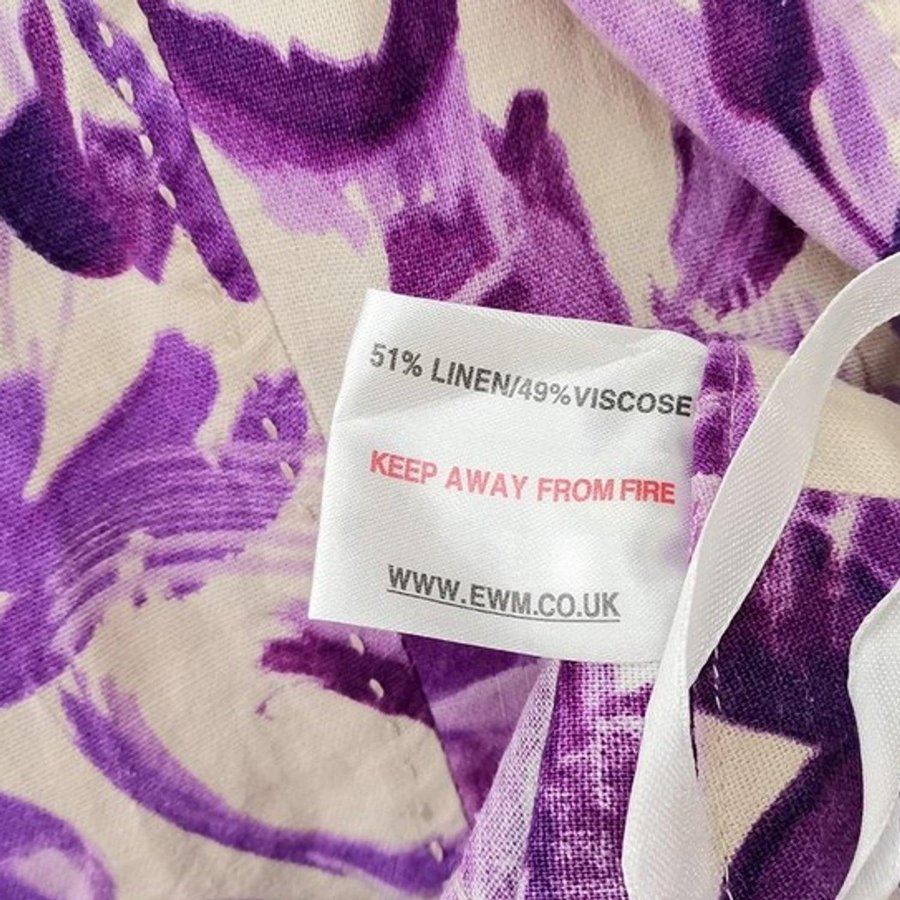 51% LINEN/49%VISCOSE
KEEP AWAY FROM FIRE
WWW.EWM.CO.UK